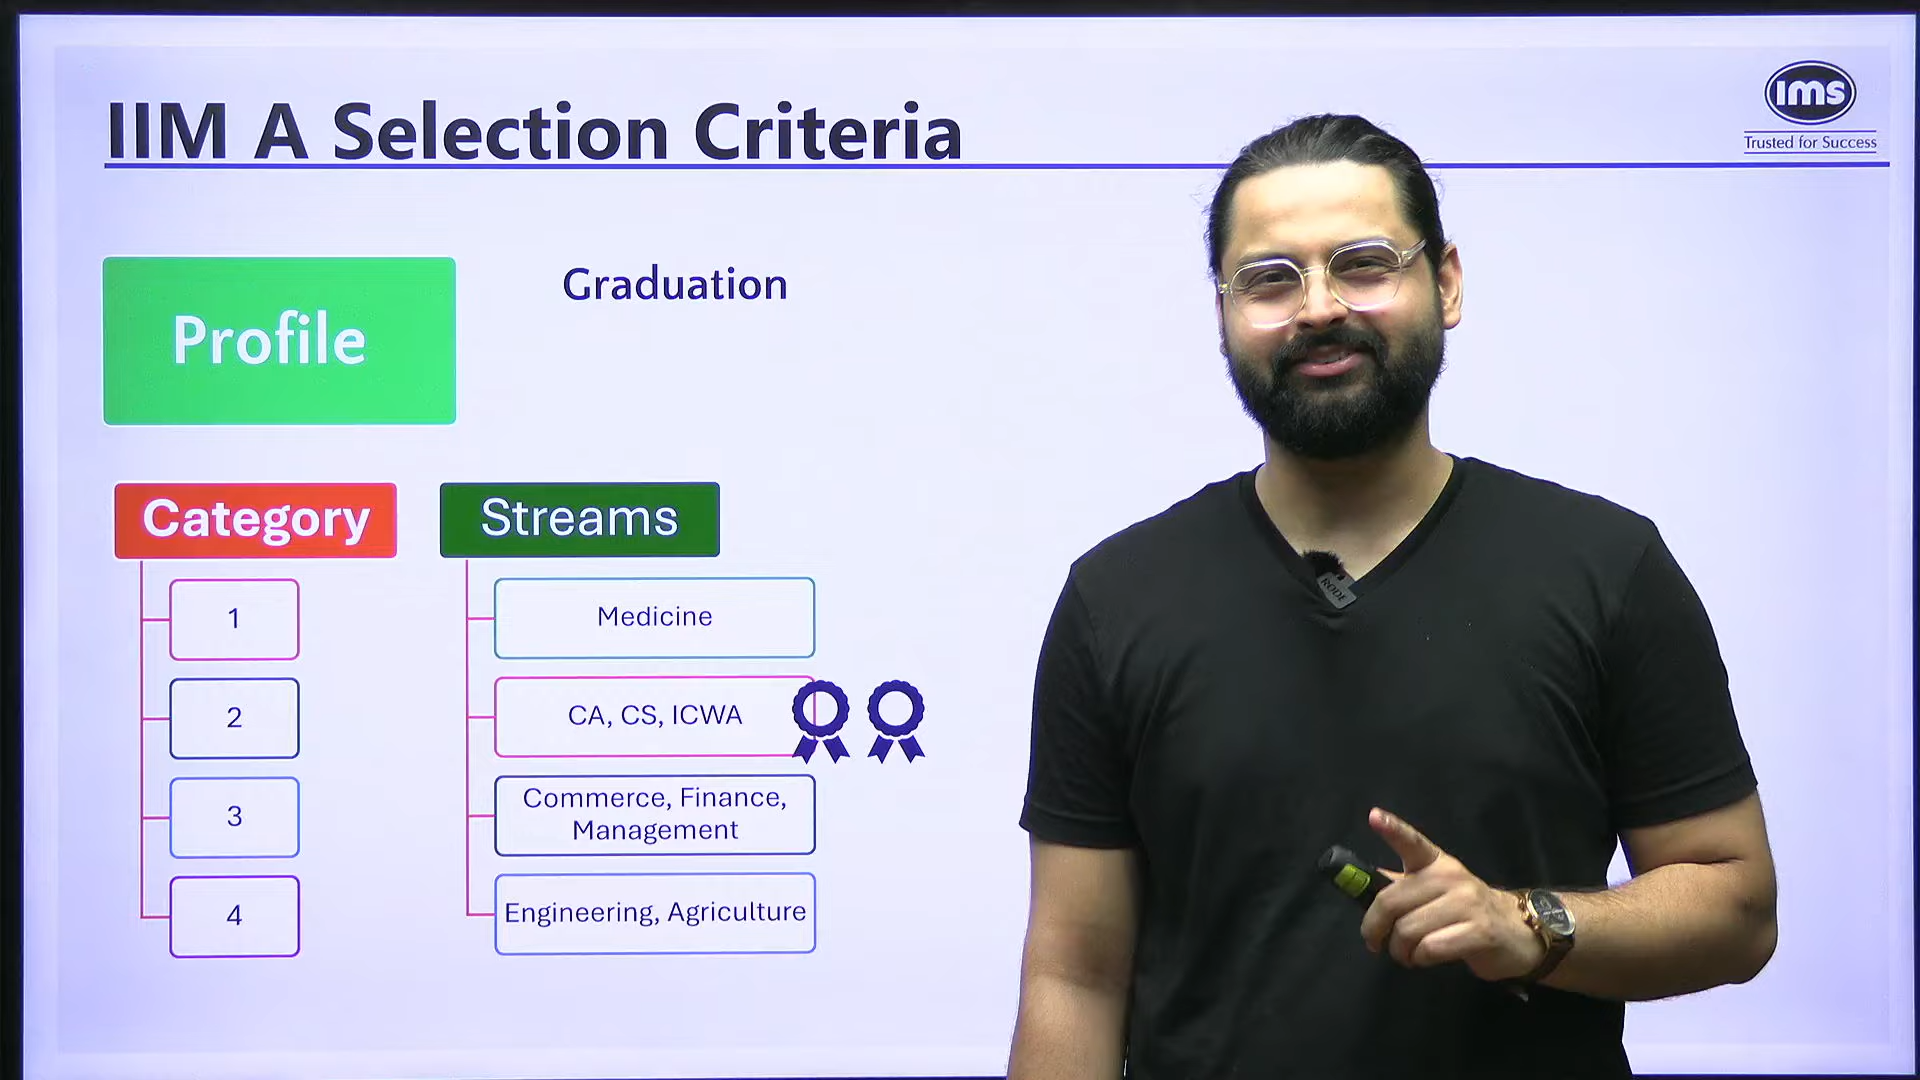 IIM A Selection Criteria
ims
Trusted for Success
Profile
Graduation
Category
1
2
3
4
Streams
Medicine
CA, CS, ICWA
Commerce, Finance,
Management
Engineering, Agriculture
RODE